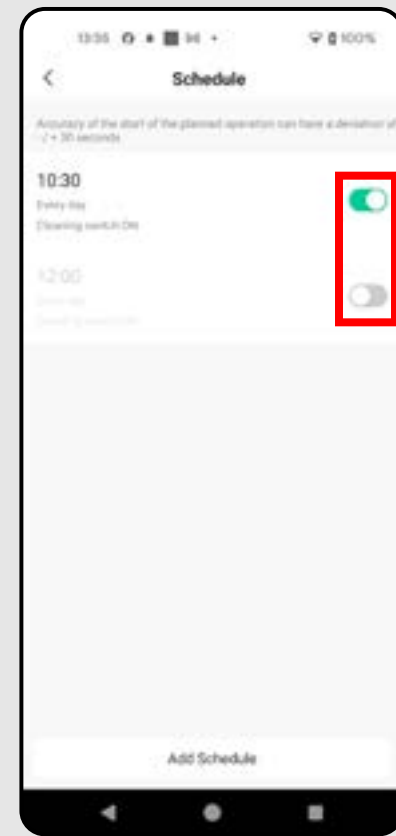 13:35 100%
Schedule
Accuracy of the start of the planned operation can have a deviation of
-/+ 30 seconds
10:30
Every day
Cleaning switch:ON
12:00
Add Schedule